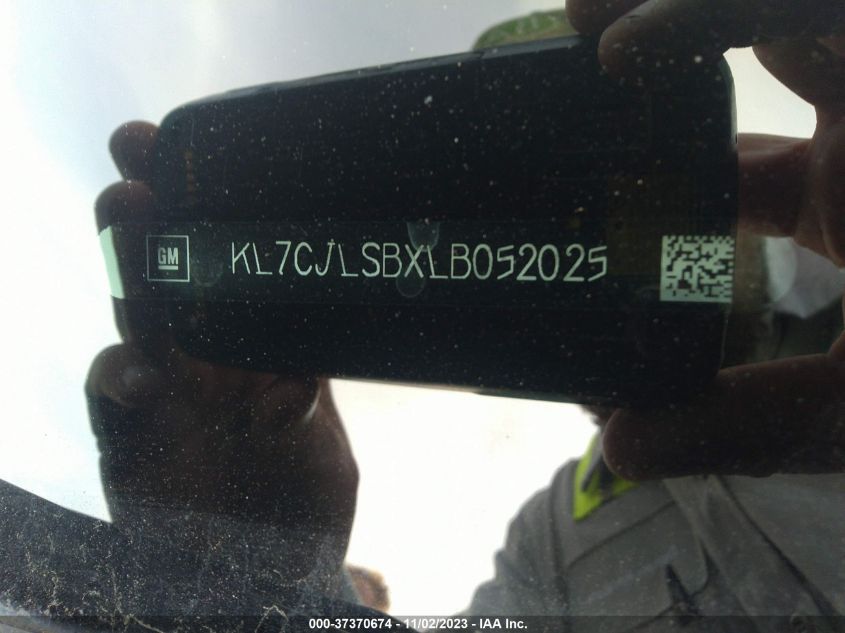 GM KL7CJLSBXLB052025
000-37370674 - 11/02/2023 - IAA Inc.